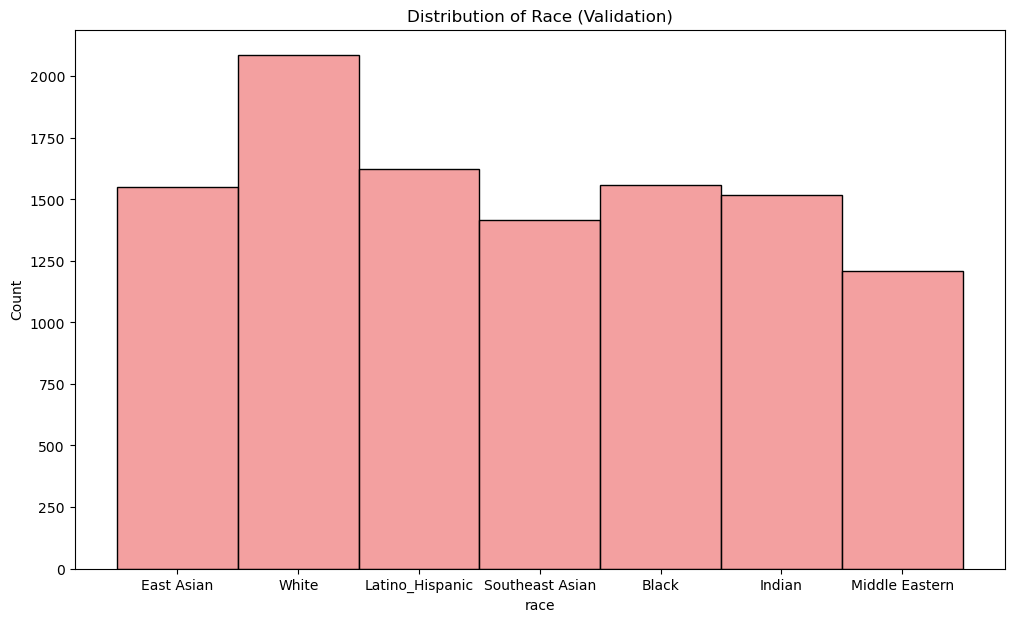 Distribution of Race (Validation)
Count
2000
1750
1500
1250
1000
750
500
250
0
East Asian White Latino_Hispanic Southeast Asian Black Indian Middle Eastern
race